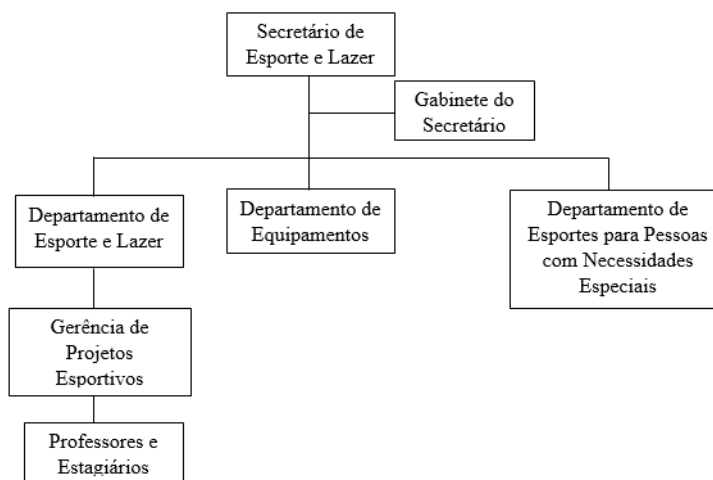 Secretário de
Esporte e Lazer
Gabinete do
Secretário
Departamento de
Esporte e Lazer
Departamento de
Equipamentos
Departamento de
Esportes para Pessoas
com Necessidades
Especiais
Gerência de
Projetos
Esportivos
Professores e
Estagiários